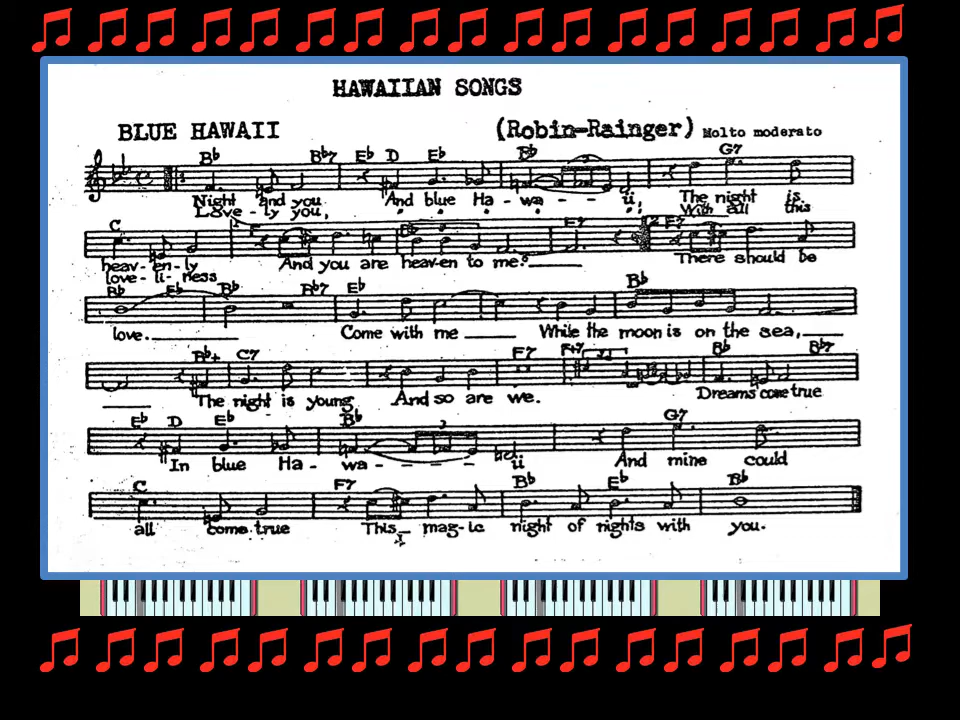 HAWAIIAN SONGS
BLUE HAWAII (Robin-Rainger) Molto moderato
Bb Bb7 Eb D Eb Bb G7
Night and you And blue Ha - wa - - ii, The night is
Love - ly you, With all this
C F Bb F7 2. F7
heav- en- ly And you are heav-en to me. There should be
love- li- ness
Bb Eb Bb Bb7 Eb Bb
love. Come with me While the moon is on the sea,
Bb+ C7 F7 F+7 Bb Bb7
The night is young And so are we. Dreams come true
Eb D Eb Bb G7
In blue Ha - wa - - - - ii And mine could
C F7 Bb Eb Bb
all come true This mag-ic night of nights with you.